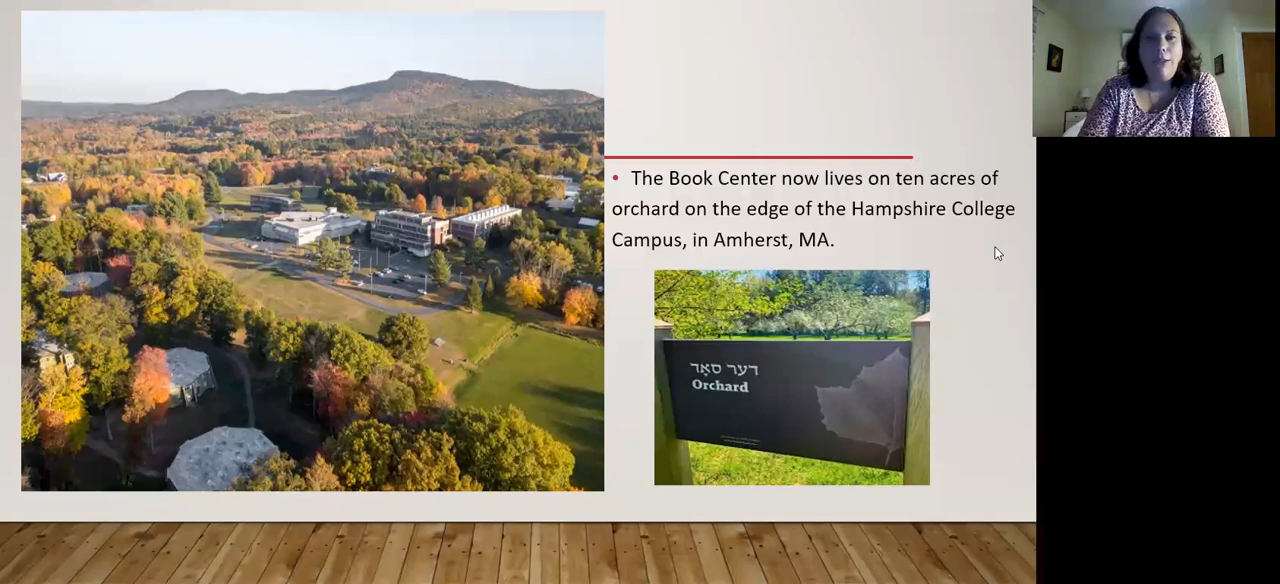 • The Book Center now lives on ten acres of
orchard on the edge of the Hampshire College
Campus, in Amherst, MA.
דער סאָד
Orchard